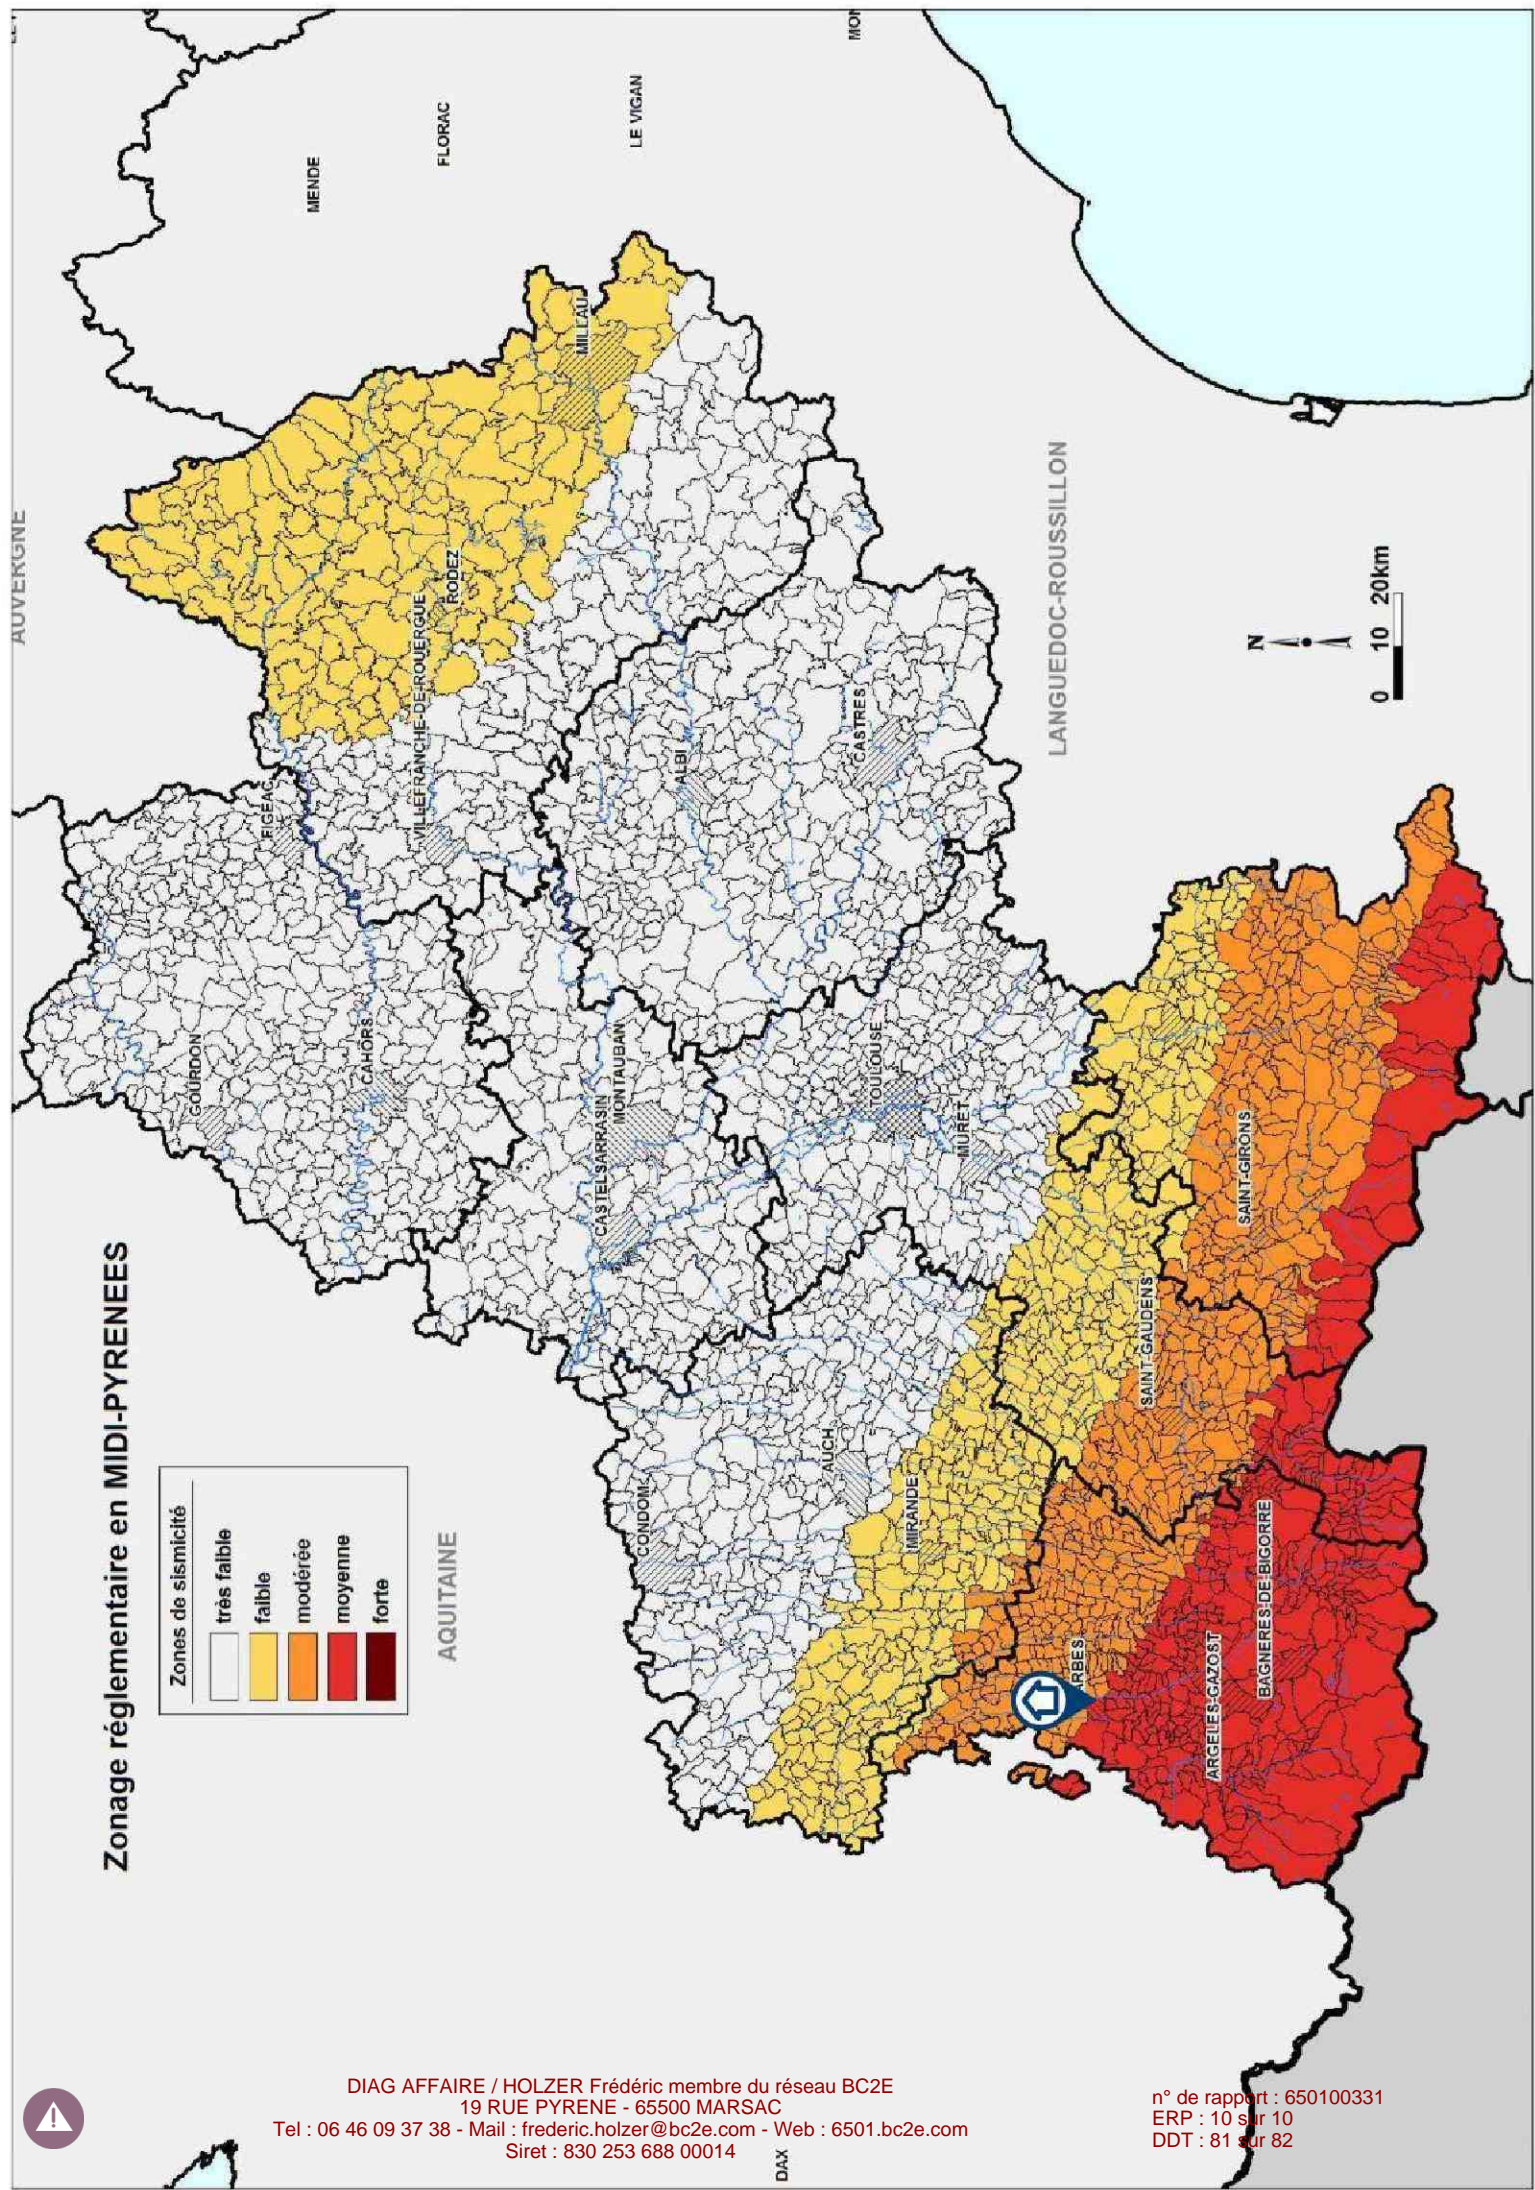 Zonage réglementaire en MIDI-PYRENEES
Zones de sismicité
très faible
faible
modérée
moyenne
forte
AUVERGNE
AQUITAINE
LANGUEDOC-ROUSSILLON
MENDE
FLORAC
LE VIGAN
MILLAU
RODEZ
VILLEFRANCHE-DE-ROUERGUE
FIGEAC
GOURDON
CAHORS
MONTAUBAN
CASTELSARRASIN
ALBI
CASTRES
TOULOUSE
MURET
CONDOM
AUCH
MIRANDE
SAINT-GAUDENS
SAINT-GIRONS
ARBES
ARGELES-GAZOST
BAGNERES-DE-BIGORRE
DAX
MON
N
0 10 20km
DIAG AFFAIRE / HOLZER Frédéric membre du réseau BC2E
19 RUE PYRENE - 65500 MARSAC
Tel : 06 46 09 37 38 - Mail : frederic.holzer@bc2e.com - Web : 6501.bc2e.com
Siret : 830 253 688 00014
n° de rapport : 650100331
ERP : 10 sur 10
DDT : 81 sur 82